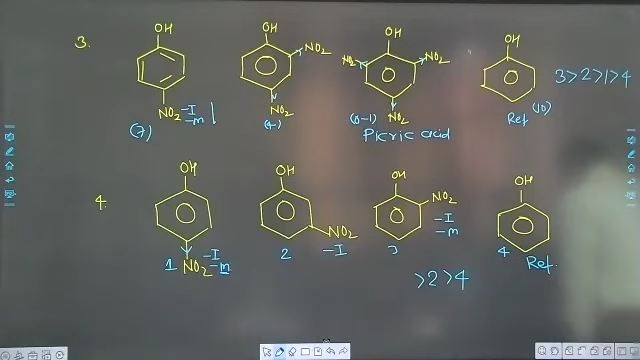 3.
OH
NO2
-I
-m
(7)
OH
NO2
NO2
(4)
OH
NO2
NO2
NO2
Picric acid
OH
Ref
(10)
3>2>1>4
4.
OH
NO2
-I
-m
1
OH
NO2
-I
2
OH
NO2
-I
-m
3
OH
4
Ref.
>2>4